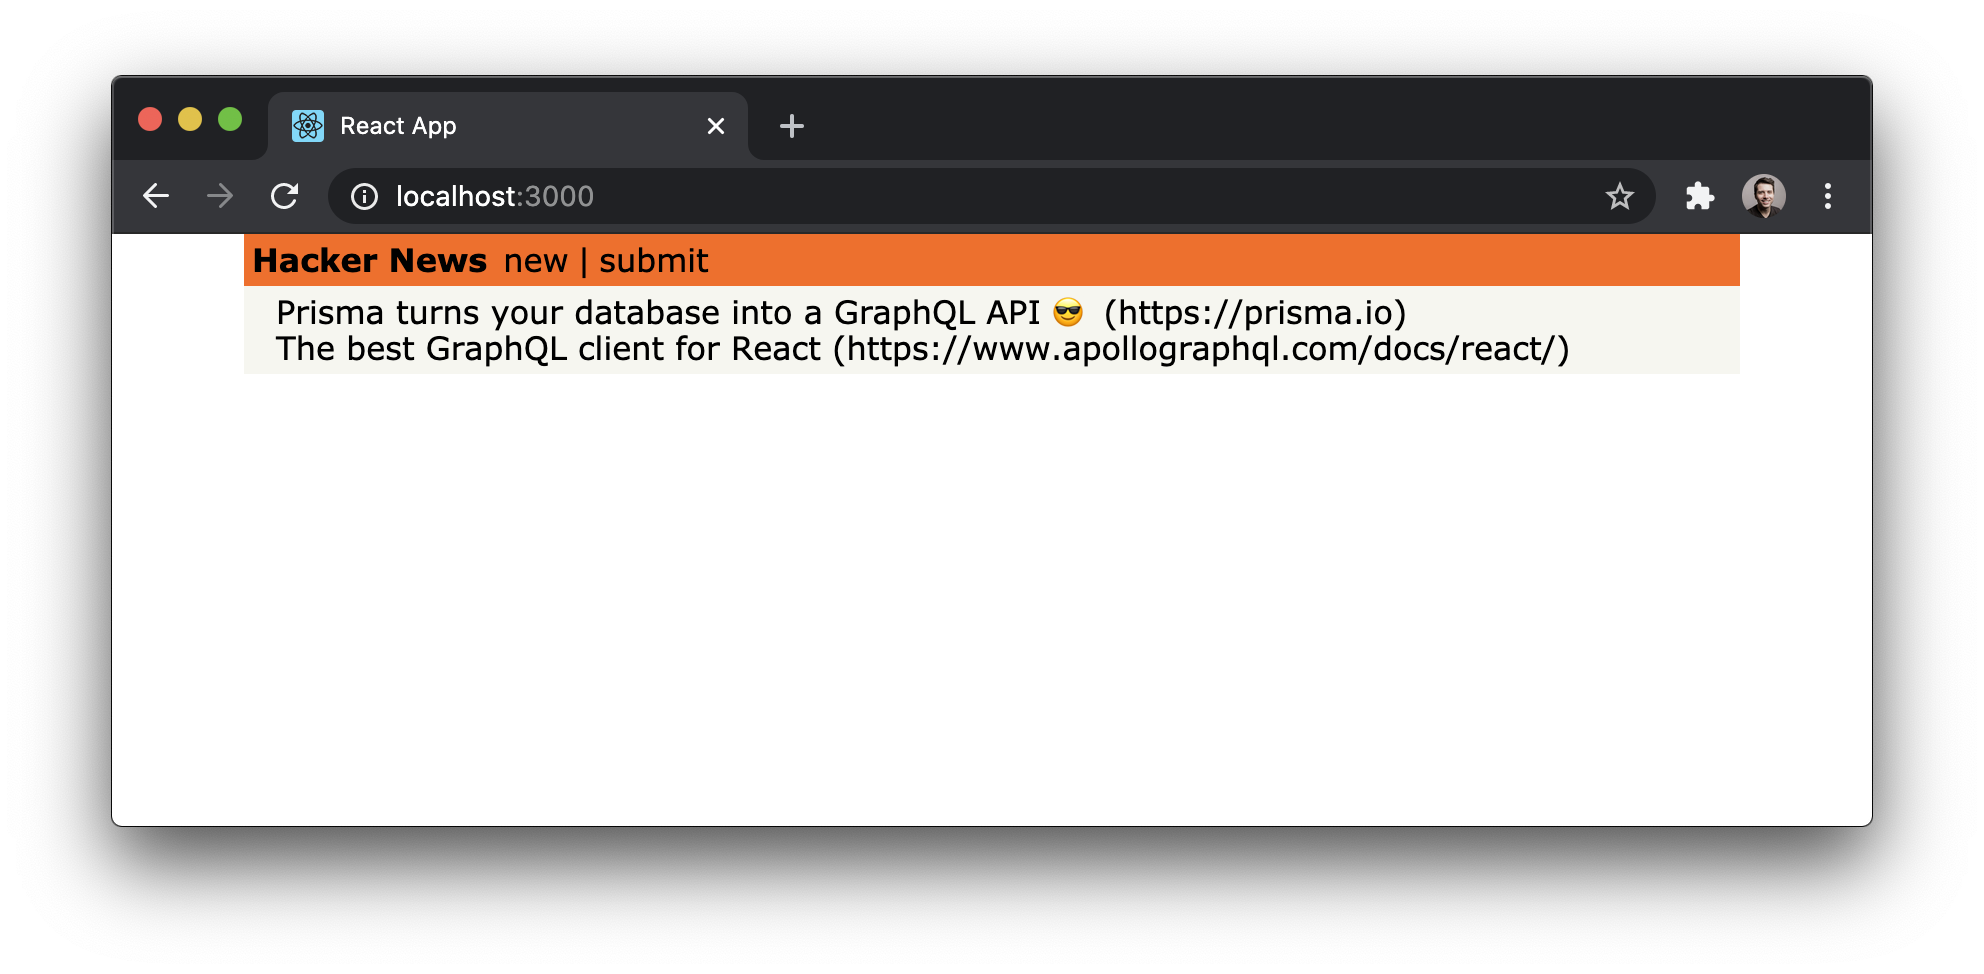 React App
localhost:3000
Hacker News new | submit
Prisma turns your database into a GraphQL API 😎 (https://prisma.io)
The best GraphQL client for React (https://www.apollographql.com/docs/react/)